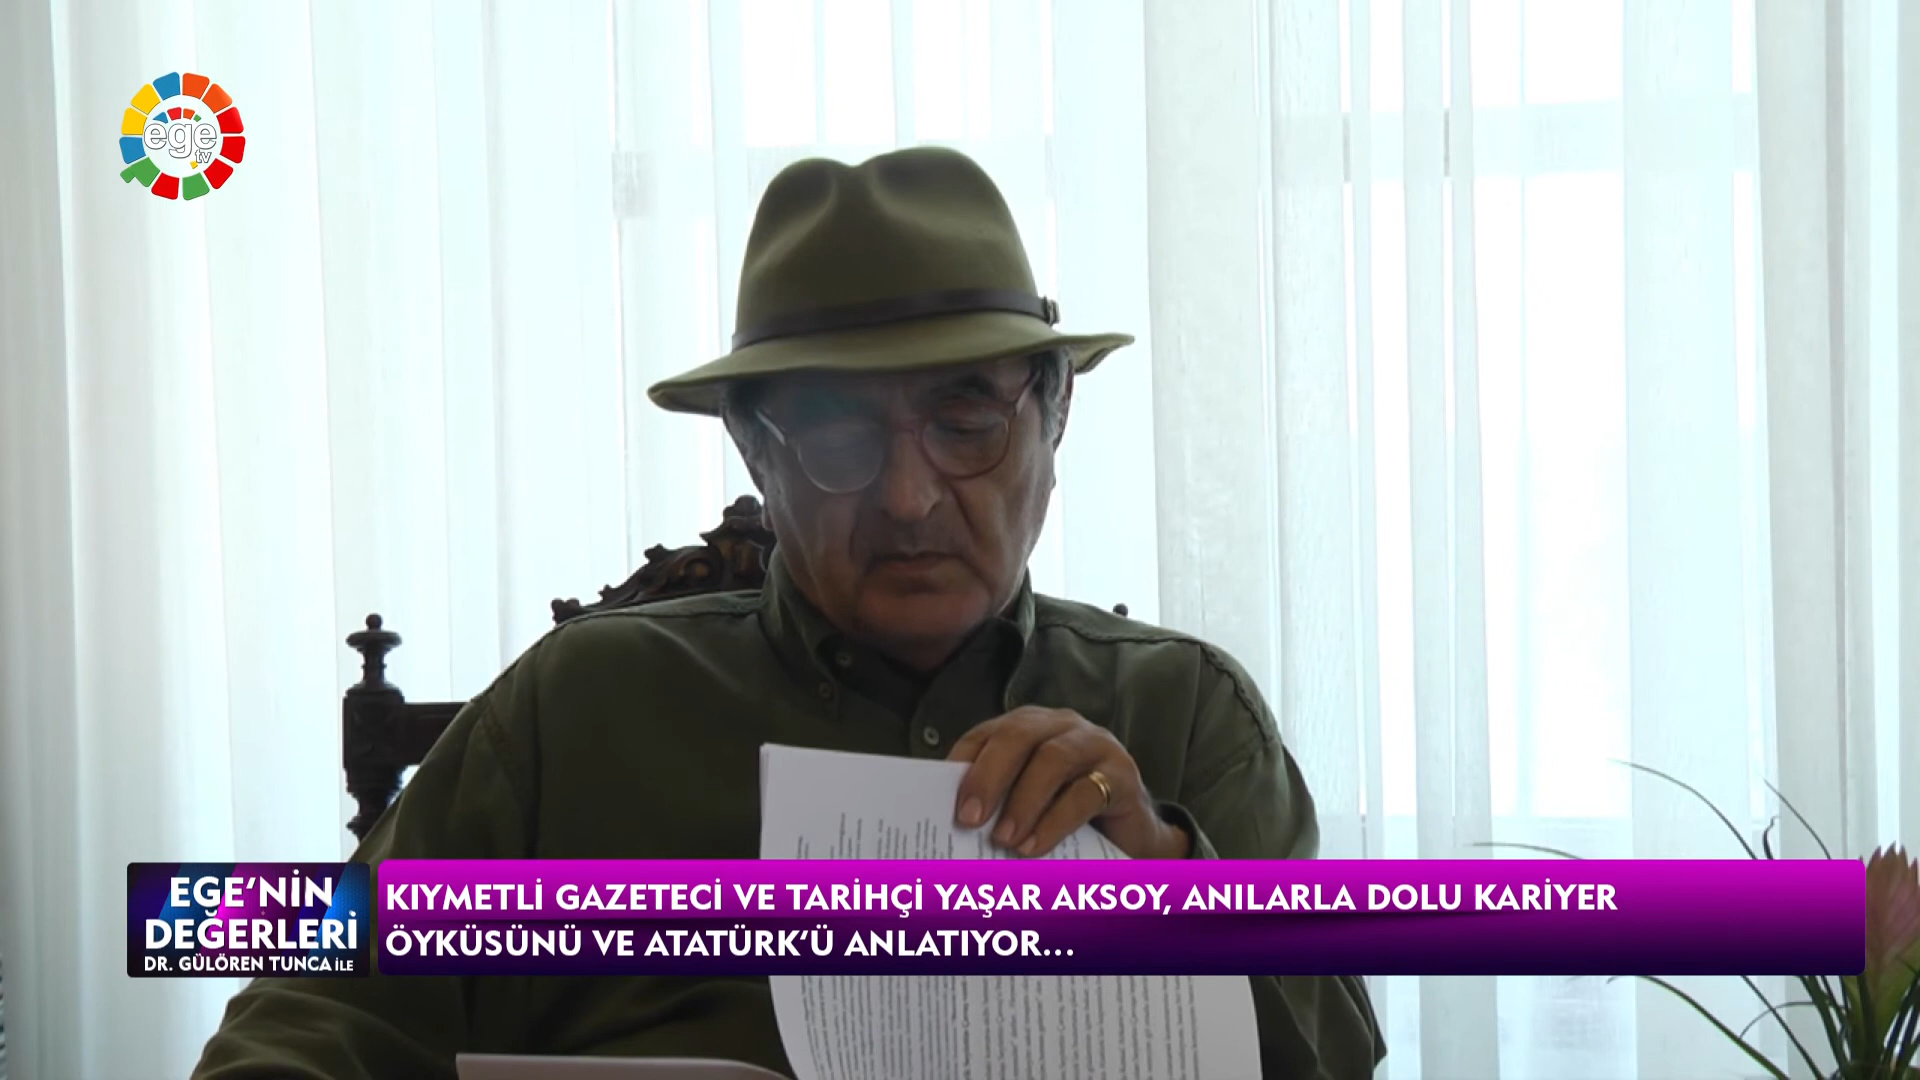 ege
tv
EGE'NİN
DEĞERLERİ
DR. GÜLÖREN TUNCA İLE
KIYMETLİ GAZETECİ VE TARİHÇİ YAŞAR AKSOY, ANILARLA DOLU KARİYER
ÖYKÜSÜNÜ VE ATATÜRK'Ü ANLATIYOR...